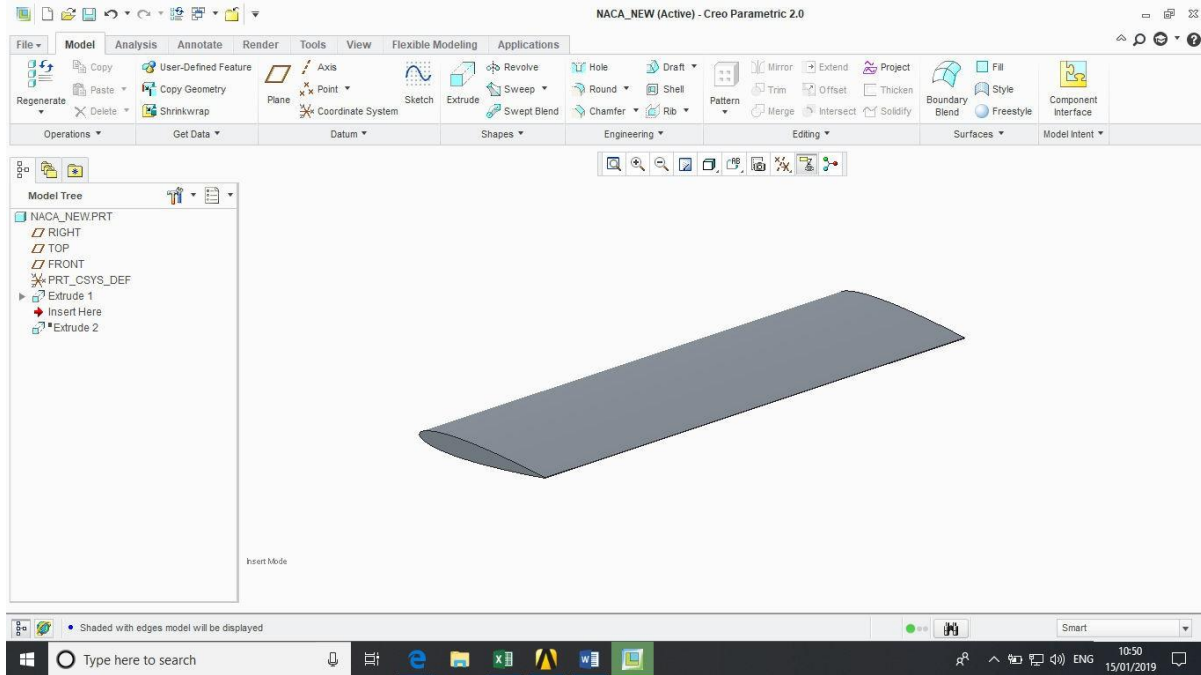 NACA_NEW (Active) - Creo Parametric 2.0
File Model Analysis Annotate Render Tools View Flexible Modeling Applications
Regenerate
Copy
Paste
Delete
User-Defined Feature
Copy Geometry
Shrinkwrap
Plane
Axis
Point
Coordinate System
Sketch
Extrude
Revolve
Sweep
Swept Blend
Hole
Round
Chamfer
Draft
Shell
Rib
Pattern
Mirror
Trim
Merge
Extend
Offset
Intersect
Project
Thicken
Solidify
Boundary
Blend
Fill
Style
Freestyle
Component
Interface
Operations Get Data Datum Shapes Engineering Editing Surfaces Model Intent
Model Tree
NACA_NEW.PRT
RIGHT
TOP
FRONT
PRT_CSYS_DEF
Extrude 1
Insert Here
Extrude 2
Insert Mode
Shaded with edges model will be displayed
Smart
Type here to search
ENG
10:50
15/01/2019